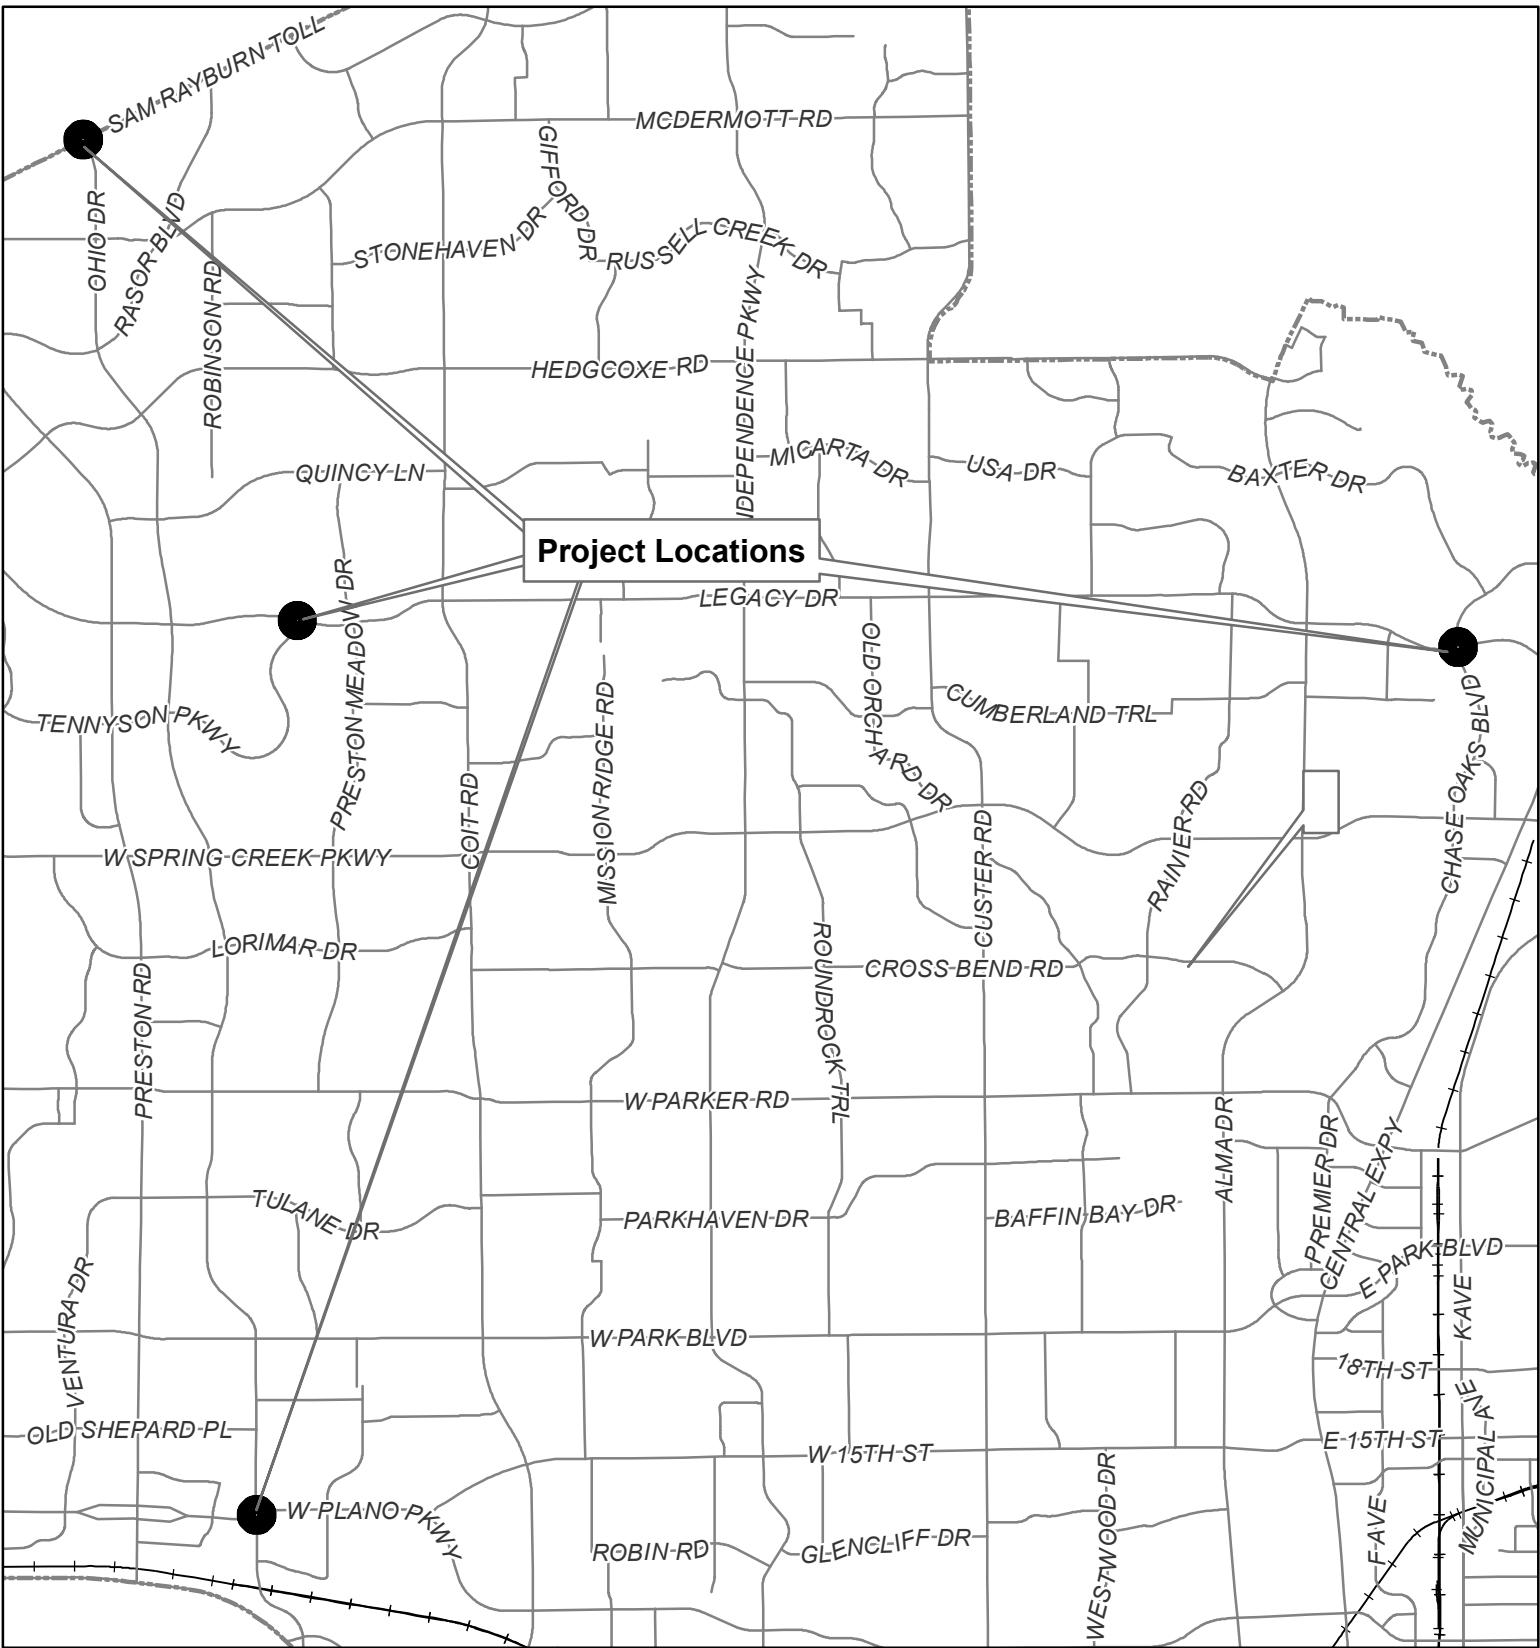 SAM RAYBURN TOLL
MCDERMOTT RD
GIFFORD DR
OHIO DR
RASOR BLVD
STONEHAVEN DR
RUSSELL CREEK DR
ROBINSON RD
INDEPENDENCE PKWY
HEDGCOXE RD
QUINCY LN
MICARTA DR
USA DR
BAXTER DR
Project Locations
LEGACY DR
PRESTON MEADOW DR
OLD ORCHARD DR
TENNYSON PKWY
MISSION RIDGE RD
CUMBERLAND TRL
CHASE OAKS BLVD
COIT RD
RAINIER RD
CUSTER RD
W SPRING CREEK PKWY
LORIMAR DR
ROUNDROCK TRL
CROSS BEND RD
PRESTON RD
W PARKER RD
ALMA DR
PREMIER DR
CENTRAL EXPY
TULANE DR
PARKHAVEN DR
BAFFIN BAY DR
E PARK BLVD
VENTURA DR
K AVE
W PARK BLVD
18TH ST
OLD SHEPARD PL
W 15TH ST
E 15TH ST
MUNICIPAL AVE
W PLANO PKWY
WESTWOOD DR
F AVE
ROBIN RD
GLENCLIFF DR